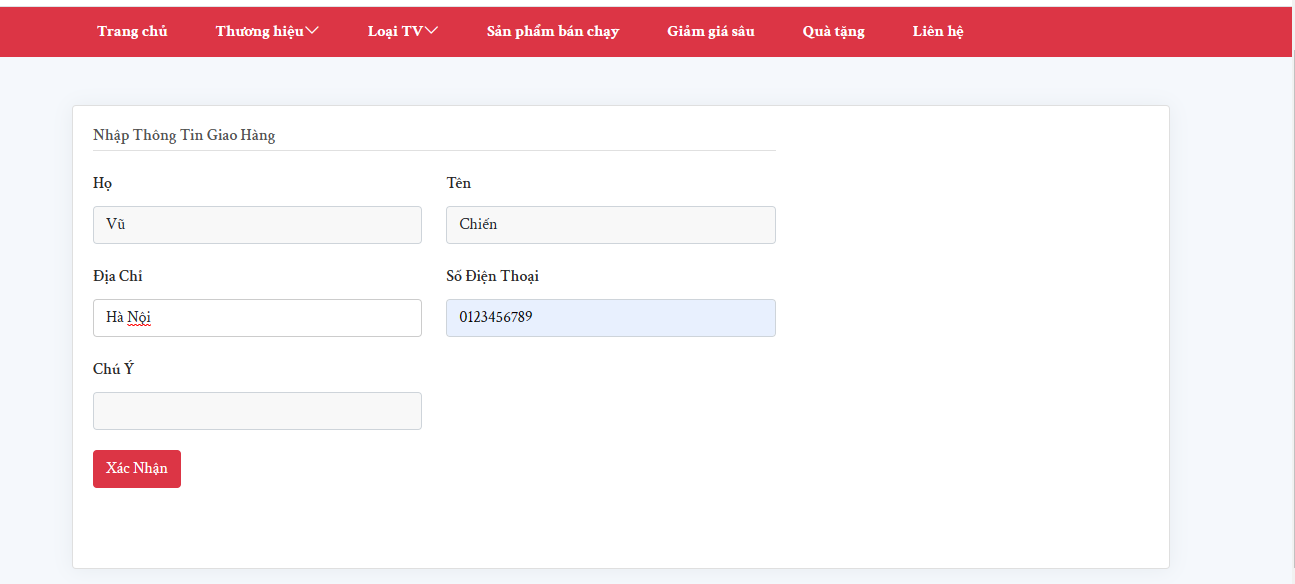 Trang chủ Thương hiệu Loại TV Sản phẩm bán chạy Giảm giá sâu Quà tặng Liên hệ
Nhập Thông Tin Giao Hàng
Họ Tên
Vũ Chiến
Địa Chỉ Số Điện Thoại
Hà Nội 0123456789
Chú Ý
Xác Nhận